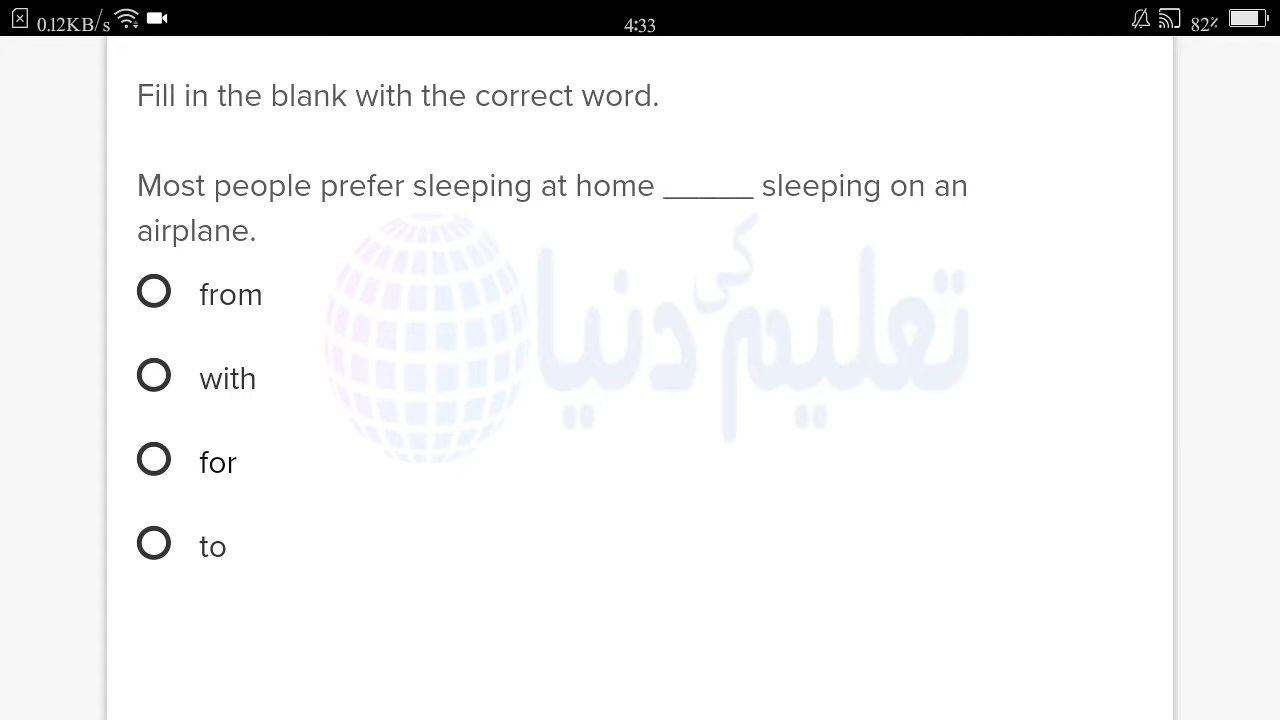 0.12KB/s 4:33 82%
Fill in the blank with the correct word.
Most people prefer sleeping at home _____ sleeping on an
airplane.
تعلیم کی دنیا
from
with
for
to